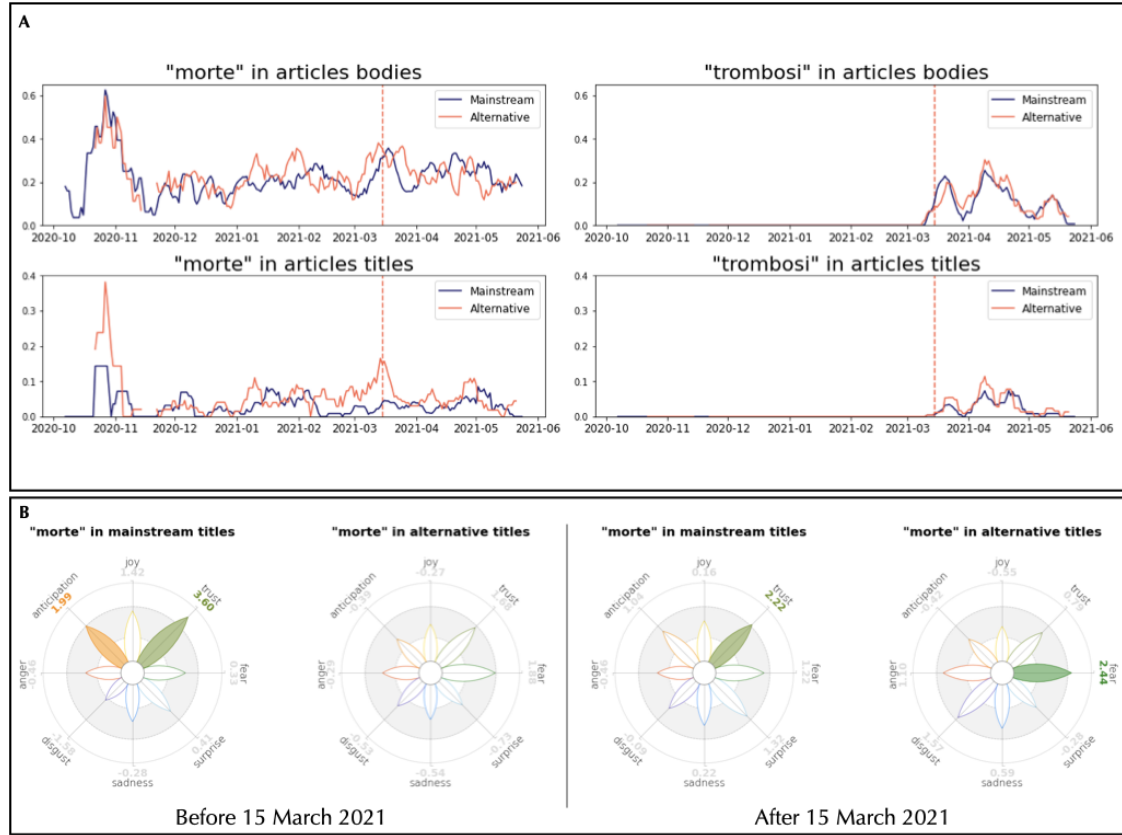 A
"morte" in articles bodies
Mainstream
Alternative
0.6
0.4
0.2
0.0
2020-10 2020-11 2020-12 2021-01 2021-02 2021-03 2021-04 2021-05 2021-06
"trombosi" in articles bodies
Mainstream
Alternative
0.6
0.4
0.2
0.0
2020-10 2020-11 2020-12 2021-01 2021-02 2021-03 2021-04 2021-05 2021-06
"morte" in articles titles
Mainstream
Alternative
0.4
0.3
0.2
0.1
0.0
2020-10 2020-11 2020-12 2021-01 2021-02 2021-03 2021-04 2021-05 2021-06
"trombosi" in articles titles
Mainstream
Alternative
0.4
0.3
0.2
0.1
0.0
2020-10 2020-11 2020-12 2021-01 2021-02 2021-03 2021-04 2021-05 2021-06
B
"morte" in mainstream titles
joy
1.42
trust
3.60
fear
0.33
surprise
0.41
sadness
-0.28
disgust
-1.58
anger
-0.46
anticipation
1.99
"morte" in alternative titles
joy
-0.27
trust
fear
1.88
surprise
-0.73
sadness
-0.54
disgust
-0.53
anger
-0.29
anticipation
-0.39
Before 15 March 2021
"morte" in mainstream titles
joy
0.16
trust
2.22
fear
1.22
surprise
1.32
sadness
0.22
disgust
-0.09
anger
-0.46
anticipation
1.04
"morte" in alternative titles
joy
-0.55
trust
0.79
fear
2.44
surprise
-0.28
sadness
0.59
disgust
anger
1.10
anticipation
-0.42
After 15 March 2021